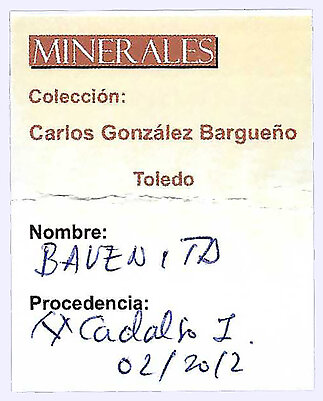 MINERALES
Colección:
Carlos González Bargueño
Toledo
Nombre:
BAVENITA
Procedencia:
Cadalso I.
02/2012